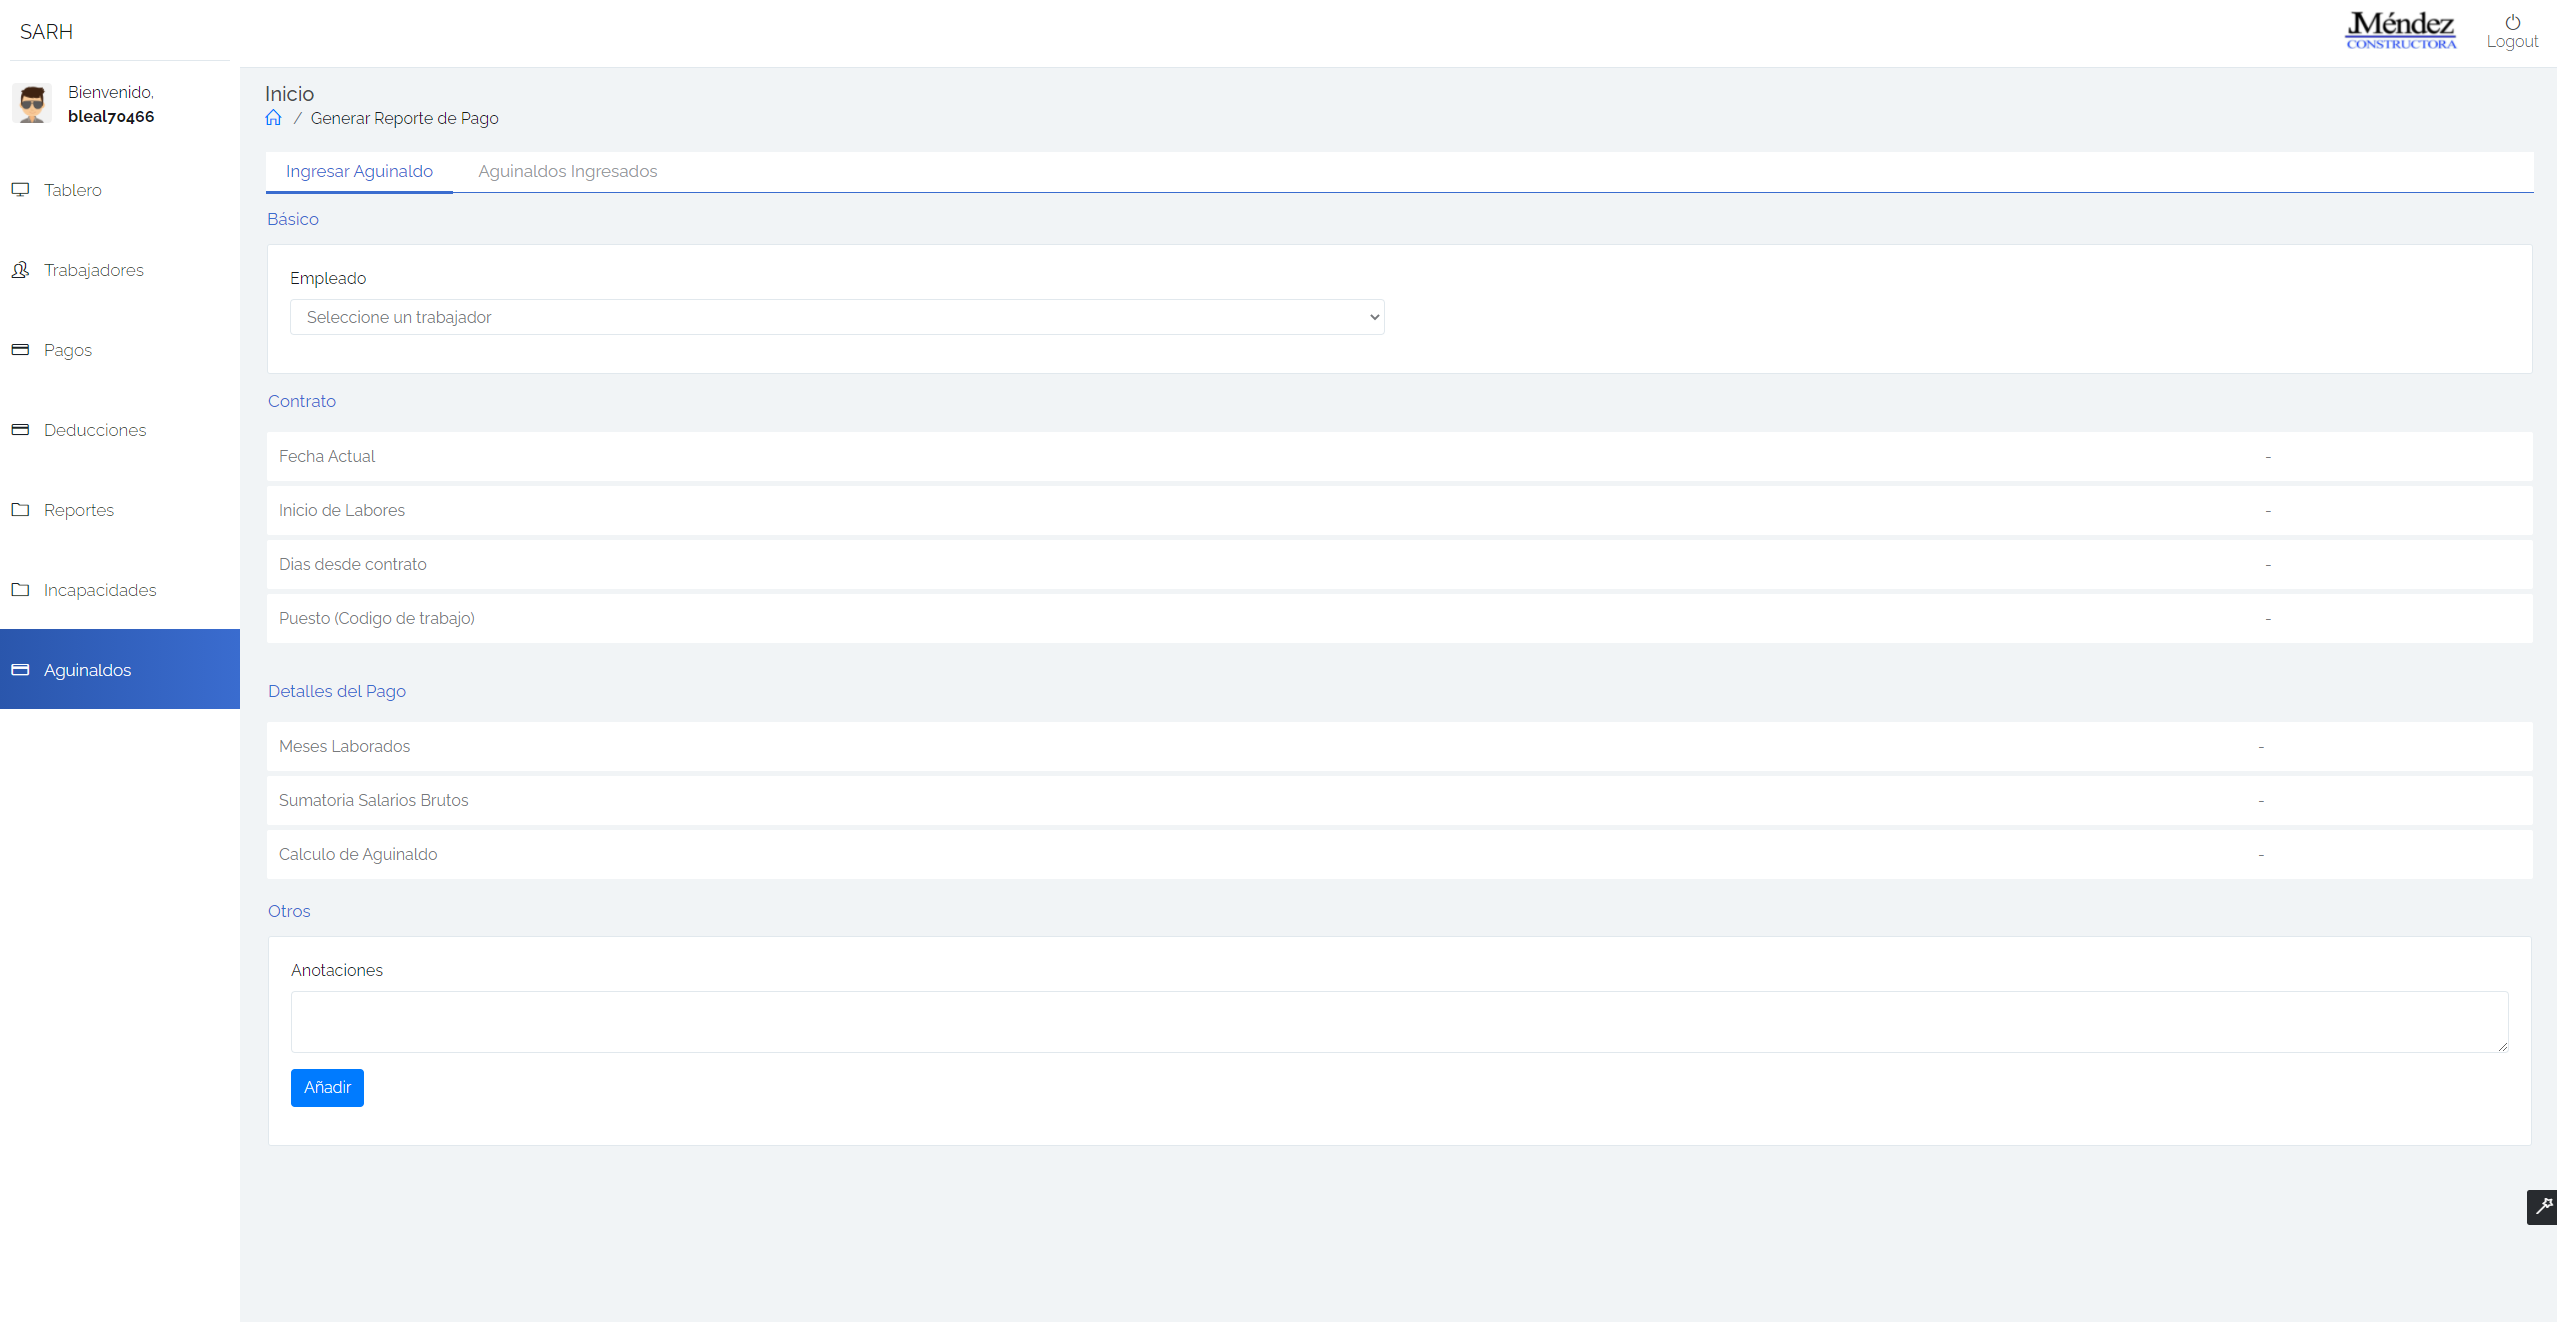 SARH
JMéndez
CONSTRUCTORA
Logout
Bienvenido,
bleal70466
Tablero
Trabajadores
Pagos
Deducciones
Reportes
Incapacidades
Aguinaldos
Inicio
/ Generar Reporte de Pago
Ingresar Aguinaldo Aguinaldos Ingresados
Básico
Empleado
Seleccione un trabajador
Contrato
Fecha Actual -
Inicio de Labores -
Dias desde contrato -
Puesto (Codigo de trabajo) -
Detalles del Pago
Meses Laborados -
Sumatoria Salarios Brutos -
Calculo de Aguinaldo -
Otros
Anotaciones
Añadir